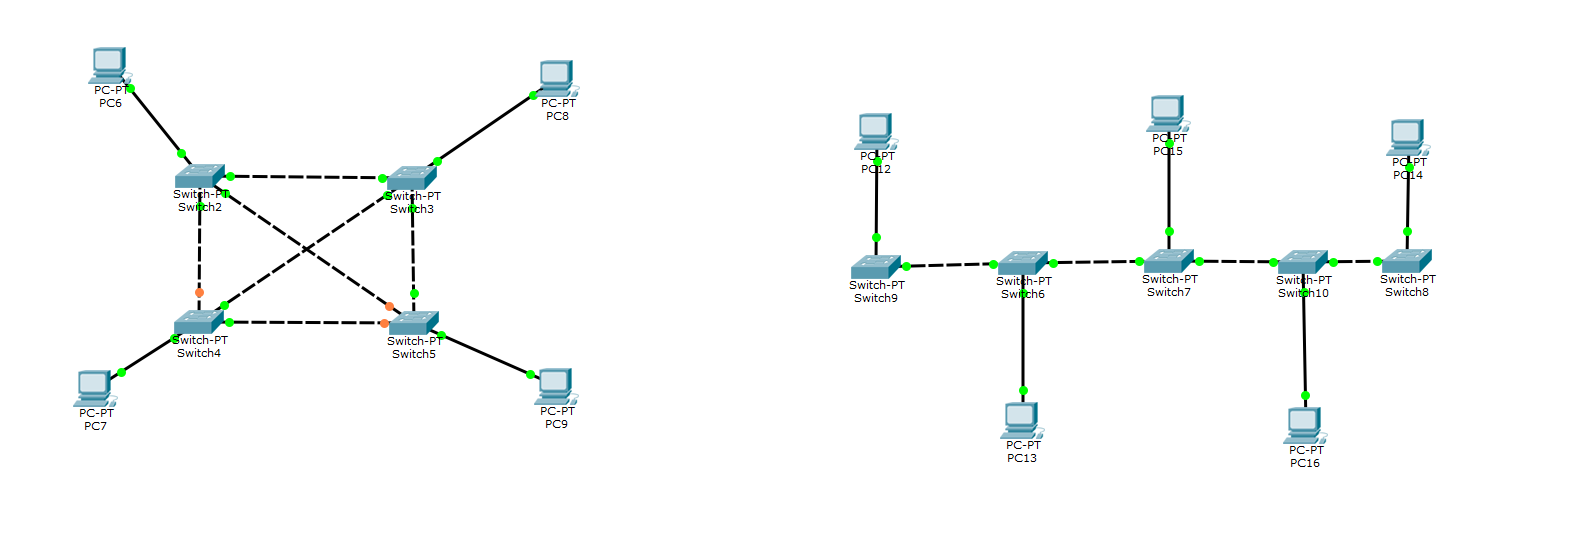 PC-PT
PC6
PC-PT
PC8
Switch-PT
Switch2
Switch-PT
Switch3
Switch-PT
Switch4
Switch-PT
Switch5
PC-PT
PC7
PC-PT
PC9
PC-PT
PC12
PC-PT
PC15
PC-PT
PC14
Switch-PT
Switch9
Switch-PT
Switch6
Switch-PT
Switch7
Switch-PT
Switch10
Switch-PT
Switch8
PC-PT
PC13
PC-PT
PC16